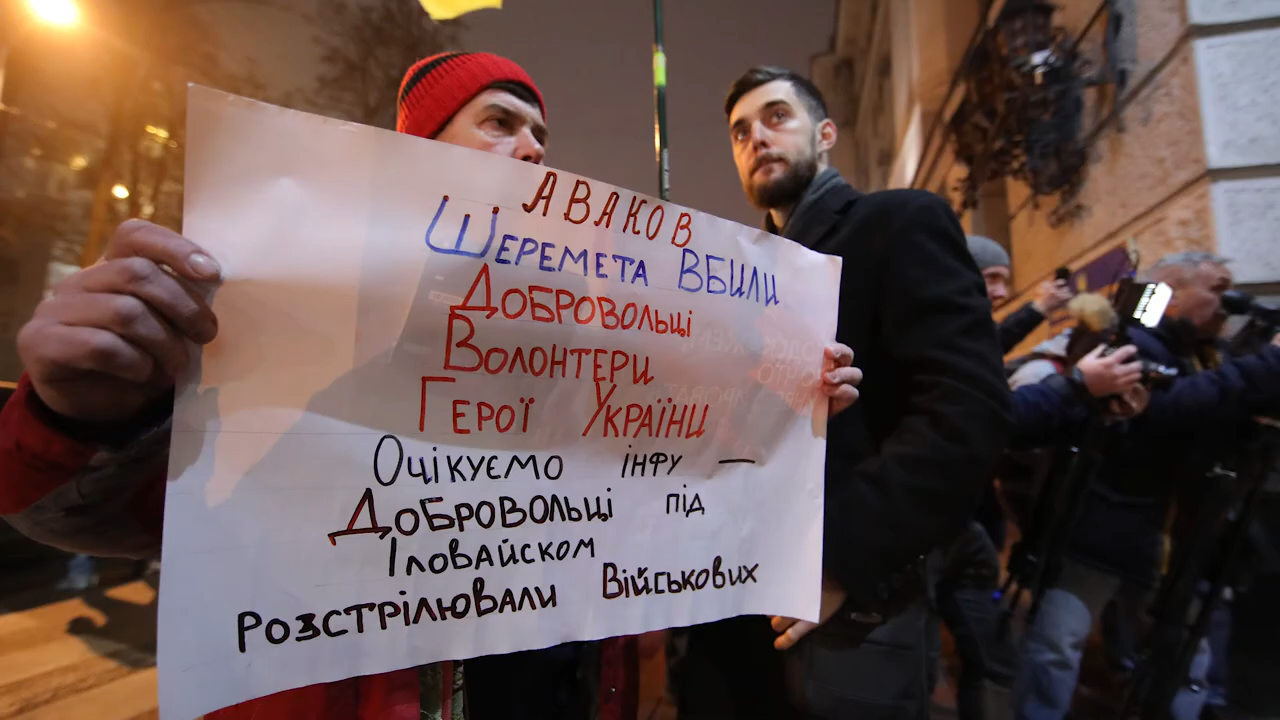 АВАКОВ
ШЕРЕМЕТА ВБИЛИ
ДОБРОВОЛЬЦІ
ВОЛОНТЕРИ
ГЕРОЇ УКРАЇНИ
ОЧІКУЄМО ІНФУ —
ДОБРОВОЛЬЦІ ПІД
ІЛОВАЙСКОМ
РОЗСТРІЛЮВАЛИ ВІЙСЬКОВИХ